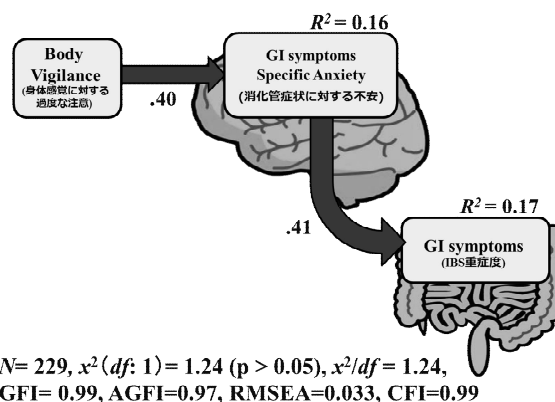 R² = 0.16
Body
Vigilance
(身体感覚に対する
過度な注意)
.40
GI symptoms
Specific Anxiety
(消化管症状に対する不安)
.41
R² = 0.17
GI symptoms
(IBS重症度)
N= 229, x²(df: 1)= 1.24 (p > 0.05), x²/df = 1.24,
GFI= 0.99, AGFI=0.97, RMSEA=0.033, CFI=0.99